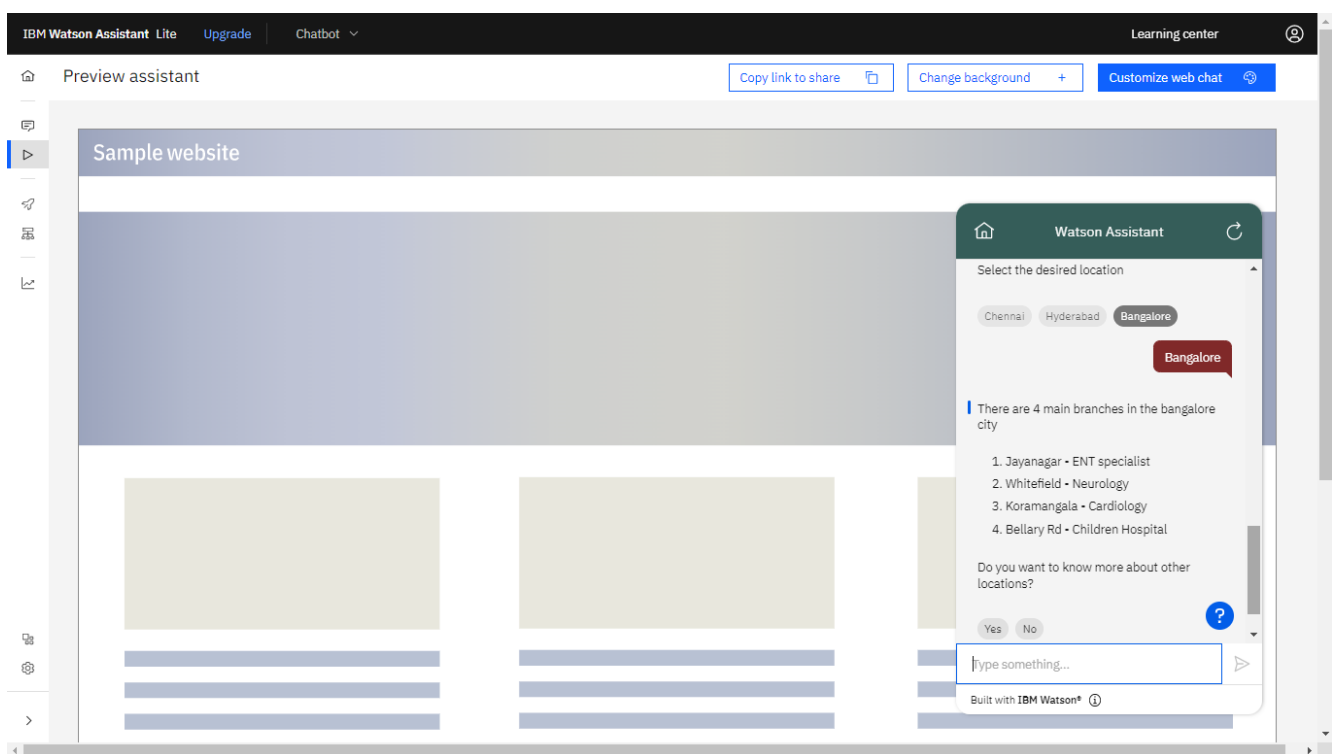 IBM Watson Assistant Lite Upgrade Chatbot Learning center
Preview assistant
Copy link to share
Change background +
Customize web chat
Sample website
Watson Assistant
Select the desired location
Chennai Hyderabad Bangalore
Bangalore
There are 4 main branches in the bangalore
city
1. Jayanagar - ENT specialist
2. Whitefield - Neurology
3. Koramangala - Cardiology
4. Bellary Rd - Children Hospital
Do you want to know more about other
locations?
?
Yes No
Type something...
Built with IBM Watson®